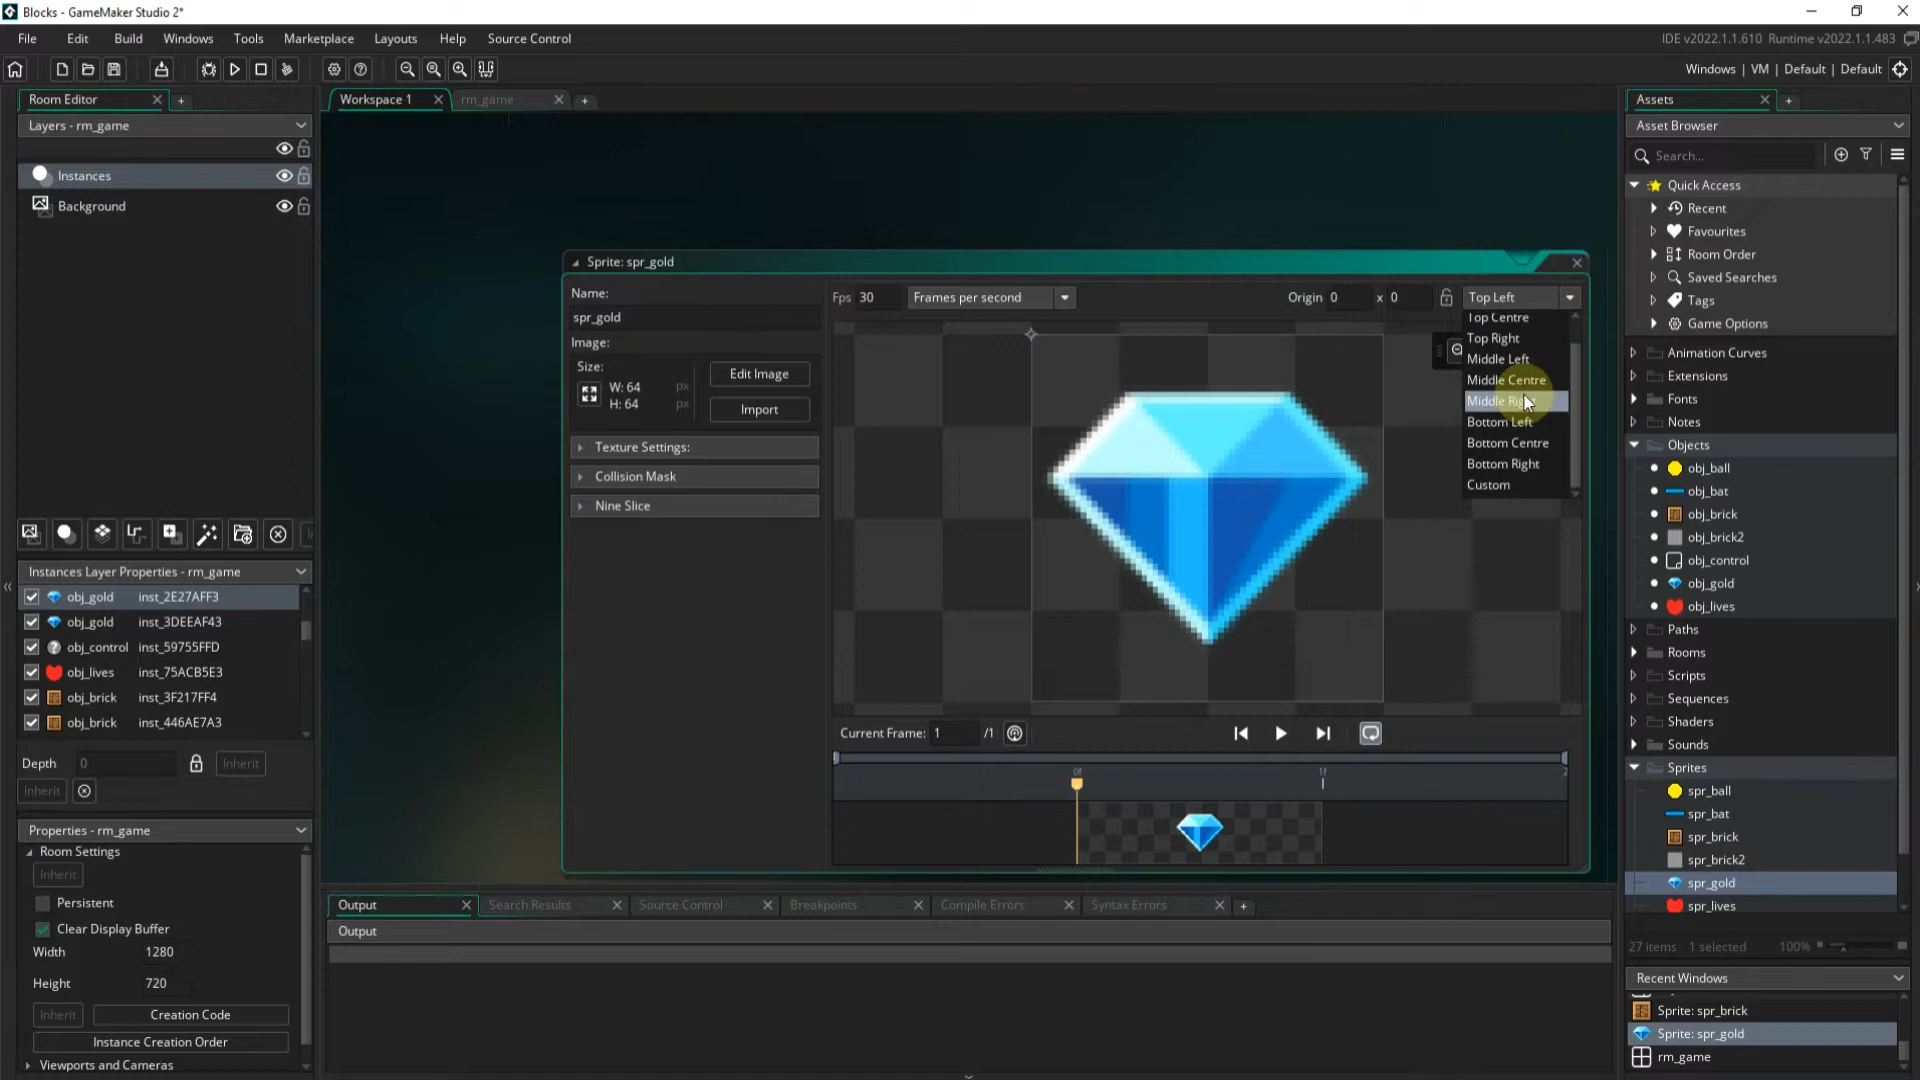 Blocks - GameMaker Studio 2*
File Edit Build Windows Tools Marketplace Layouts Help Source Control
IDE v2022.1.1.610 Runtime v2022.1.1.483
Windows | VM | Default | Default
Room Editor
Layers - rm_game
Instances
Background
Instances Layer Properties - rm_game
obj_gold inst_2E27AFF3
obj_gold inst_3DEEAF43
obj_control inst_59755FFD
obj_lives inst_75ACB5E3
obj_brick inst_3F217FF4
obj_brick inst_446AE7A3
Depth 0 Inherit
Inherit
Properties - rm_game
Room Settings
Inherit
Persistent
Clear Display Buffer
Width 1280
Height 720
Inherit Creation Code
Instance Creation Order
Viewports and Cameras
Workspace 1 rm_game
Sprite: spr_gold
Name:
spr_gold
Image:
Size:
W: 64 px
H: 64 px
Edit Image
Import
Texture Settings:
Collision Mask
Nine Slice
Fps 30 Frames per second
Origin 0 x 0 Top Left
Top Centre
Top Right
Middle Left
Middle Centre
Middle Right
Bottom Left
Bottom Centre
Bottom Right
Custom
Current Frame: 1 /1
0f 1f 2
Output Search Results Source Control Breakpoints Compile Errors Syntax Errors
Output
Assets
Asset Browser
Search...
Quick Access
Recent
Favourites
Room Order
Saved Searches
Tags
Game Options
Animation Curves
Extensions
Fonts
Notes
Objects
obj_ball
obj_bat
obj_brick
obj_brick2
obj_control
obj_gold
obj_lives
Paths
Rooms
Scripts
Sequences
Shaders
Sounds
Sprites
spr_ball
spr_bat
spr_brick
spr_brick2
spr_gold
spr_lives
27 items 1 selected 100%
Recent Windows
Sprite: spr_brick
Sprite: spr_gold
rm_game